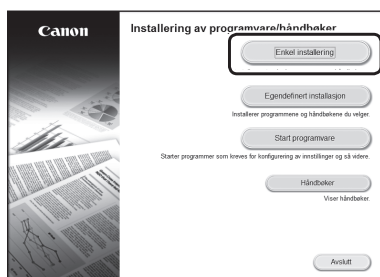 Canon
Installering av programvare/håndbøker
Enkel installering
Egendefinert installasjon
Installerer programmene og håndbøkene du velger.
Start programvare
Starter programmer som kreves for konfigurering av innstillinger og så videre.
Håndbøker
Viser håndbøker.
Avslutt